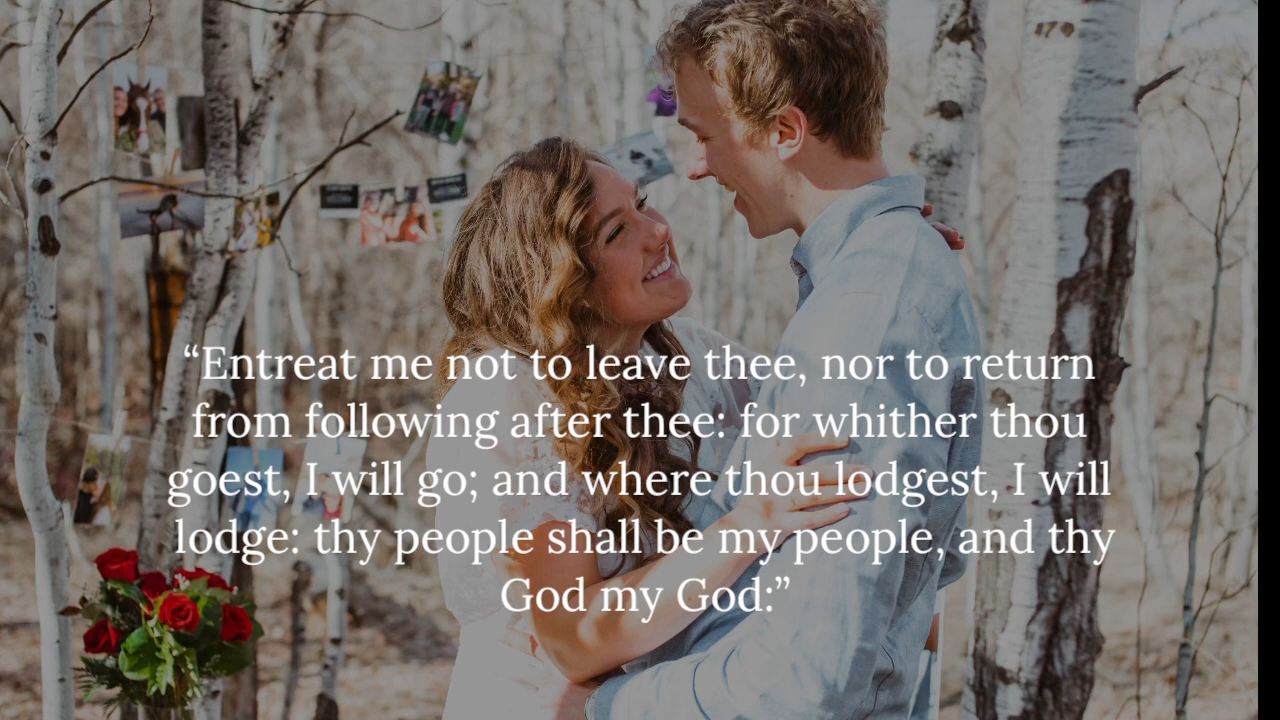 “Entreat me not to leave thee, nor to return
from following after thee: for whither thou
goest, I will go; and where thou lodgest, I will
lodge: thy people shall be my people, and thy
God my God:”